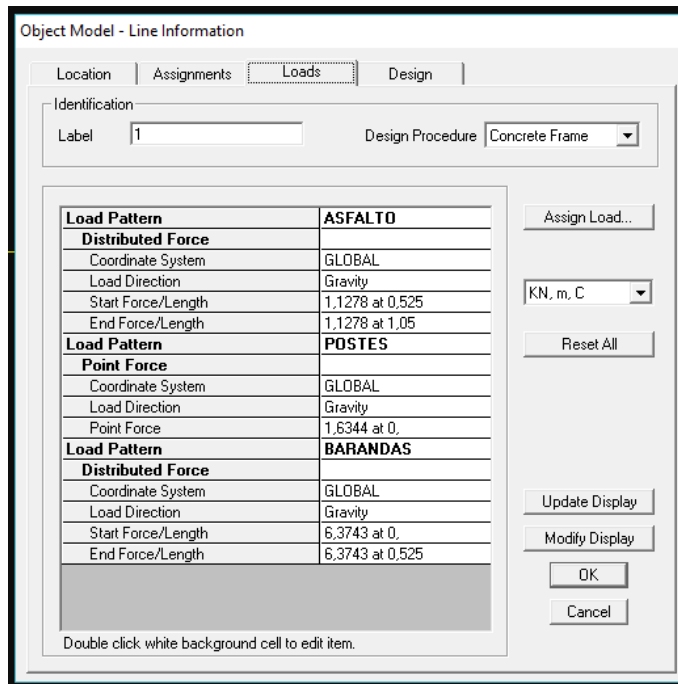 Object Model - Line Information
Location Assignments Loads Design
Identification
Label 1 Design Procedure Concrete Frame
Load Pattern ASFALTO
Distributed Force
Coordinate System GLOBAL
Load Direction Gravity
Start Force/Length 1,1278 at 0,525
End Force/Length 1,1278 at 1,05
Load Pattern POSTES
Point Force
Coordinate System GLOBAL
Load Direction Gravity
Point Force 1,6344 at 0,
Load Pattern BARANDAS
Distributed Force
Coordinate System GLOBAL
Load Direction Gravity
Start Force/Length 6,3743 at 0,
End Force/Length 6,3743 at 0,525
Double click white background cell to edit item.
Assign Load...
KN, m, C
Reset All
Update Display
Modify Display
OK
Cancel